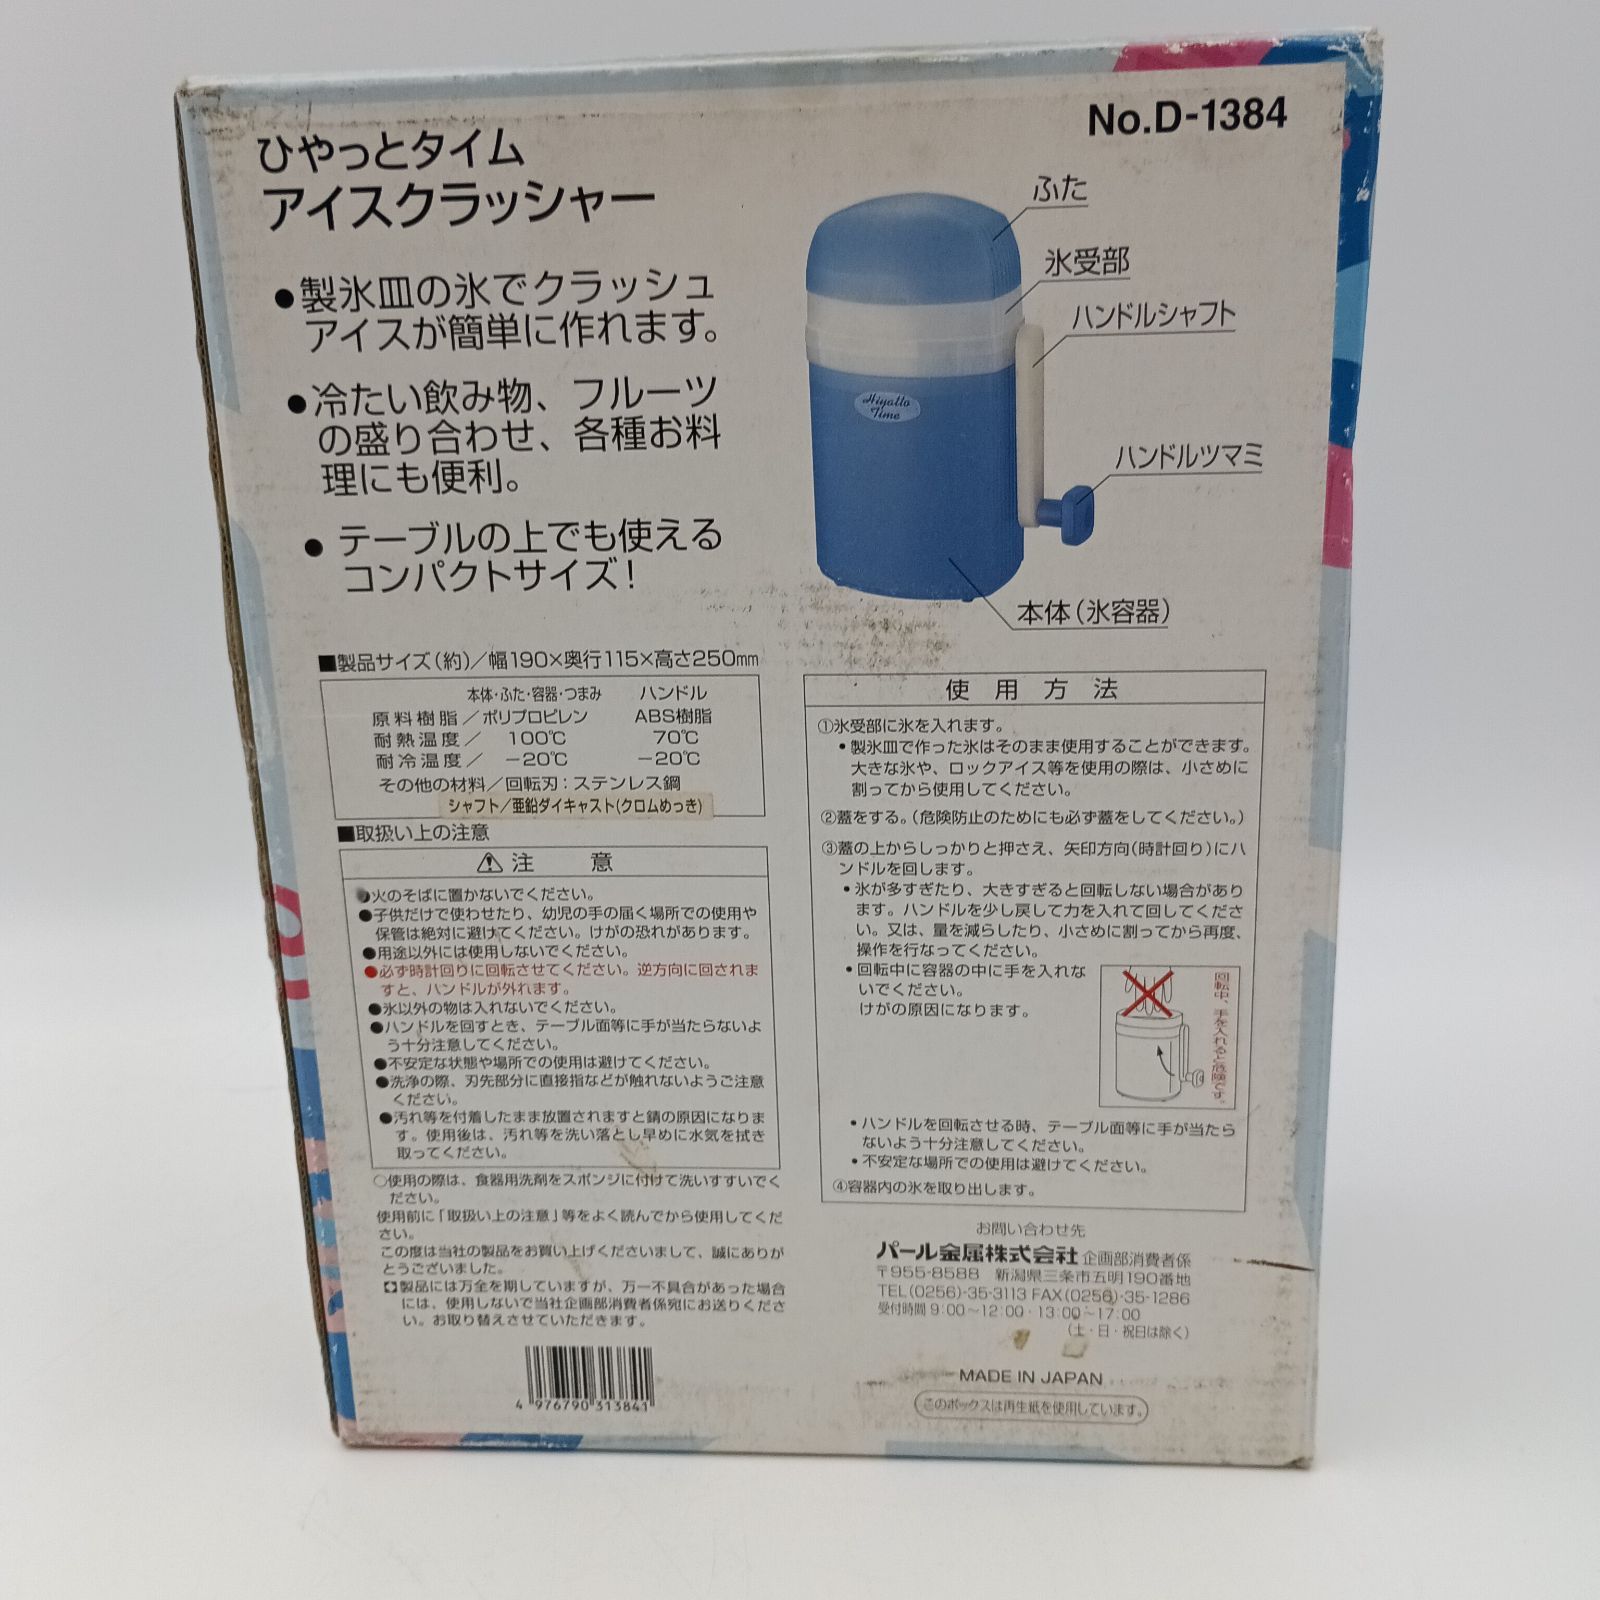 No.D-1384
ひやっとタイム
アイスクラッシャー
●製氷皿の氷でクラッシュ
アイスが簡単に作れます。
●冷たい飲み物、フルーツ
の盛り合わせ、各種お料
理にも便利。
●テーブルの上でも使える
コンパクトサイズ!
ふた
氷受部
ハンドルシャフト
Hiyatto
Time
ハンドルツマミ
本体(氷容器)
■製品サイズ(約)/幅190×奥行115×高さ250mm
本体・ふた・容器・つまみ ハンドル
原料樹脂/ポリプロピレン ABS樹脂
耐熱温度/ 100℃ 70℃
耐冷温度/ −20℃ −20℃
その他の材料/回転刃:ステンレス鋼
シャフト/亜鉛ダイキャスト(クロムめっき)
■取扱い上の注意
⚠注 意
●火のそばに置かないでください。
●子供だけで使わせたり、幼児の手の届く場所での使用や
保管は絶対に避けてください。けがの恐れがあります。
●用途以外には使用しないでください。
●必ず時計回りに回転させてください。逆方向に回されま
すと、ハンドルが外れます。
●氷以外の物は入れないでください。
●ハンドルを回すとき、テーブル面等に手が当たらないよ
う十分注意してください。
●不安定な状態や場所での使用は避けてください。
●洗浄の際、刃先部分に直接指などが触れないようご注意
ください。
●汚れ等を付着したまま放置されますと錆の原因になりま
す。使用後は、汚れ等を洗い落とし早めに水気を拭き
取ってください。
○使用の際は、食器用洗剤をスポンジに付けて洗いすすいでく
ださい。
使用前に「取扱い上の注意」等をよく読んでから使用してくだ
さい。
この度は当社の製品をお買い上げくださいまして、誠にありが
とうございました。
製品には万全を期していますが、万一不具合があった場合
には、使用しないで当社企画部消費者係宛にお送りくださ
い。お取り替えさせていただきます。
4 976790 313841
使用方法
①氷受部に氷を入れます。
•製氷皿で作った氷はそのまま使用することができます。
大きな氷や、ロックアイス等を使用の際は、小さめに
割ってから使用してください。
②蓋をする。(危険防止のためにも必ず蓋をしてください。)
③蓋の上からしっかりと押さえ、矢印方向(時計回り)にハ
ンドルを回します。
•氷が多すぎたり、大きすぎると回転しない場合があり
ます。ハンドルを少し戻して力を入れて回してくださ
い。又は、量を減らしたり、小さめに割ってから再度、
操作を行なってください。
•回転中に容器の中に手を入れな
いでください。
けがの原因になります。
回転中、手を入れると危険です。
•ハンドルを回転させる時、テーブル面等に手が当たら
ないよう十分注意してください。
•不安定な場所での使用は避けてください。
④容器内の氷を取り出します。
お問い合わせ先
パール金属株式会社 企画部消費者係
〒955-8588 新潟県三条市五明190番地
TEL(0256)-35-3113 FAX(0256)-35-1286
受付時間 9:00〜12:00・13:00〜17:00
(土・日・祝日は除く)
MADE IN JAPAN
このボックスは再生紙を使用しています。